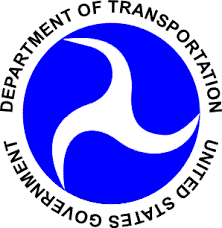 DEPARTMENT OF TRANSPORTATION
UNITED STATES GOVERNMENT